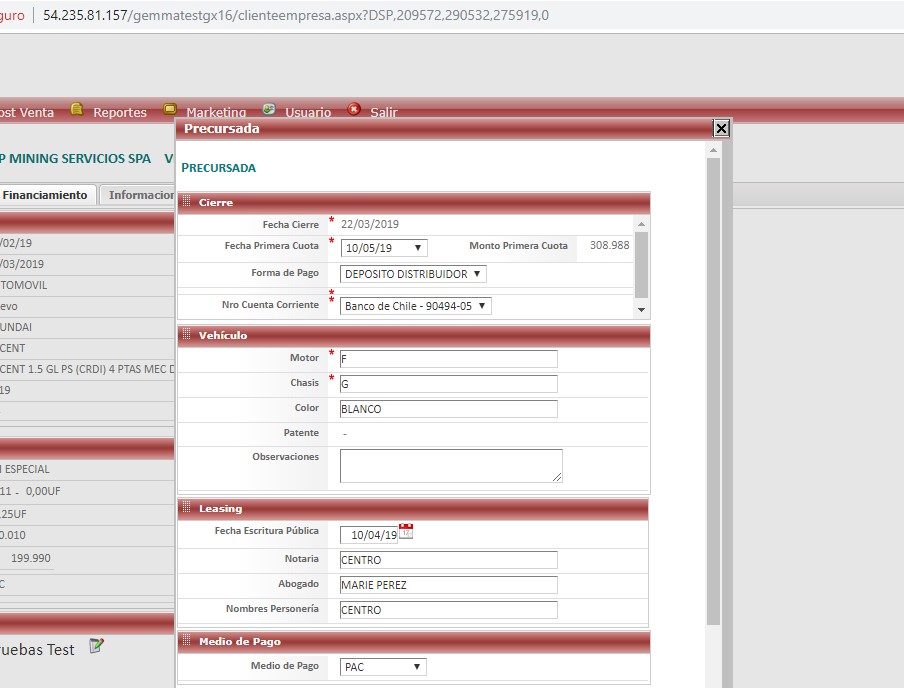 guro 54.235.81.157/gemmatestgx16/clienteempresa.aspx?DSP,209572,290532,275919,0
ost Venta Reportes Marketing Usuario Salir
Precursada
P MINING SERVICIOS SPA V
PRECURSADA
Financiamiento Informacion
Cierre
Fecha Cierre * 22/03/2019
/02/19
Fecha Primera Cuota * 10/05/19 Monto Primera Cuota 308.988
/03/2019
Forma de Pago DEPOSITO DISTRIBUIDOR
TOMOVIL
*
evo
Nro Cuenta Corriente * Banco de Chile - 90494-05
UNDAI
Vehículo
CENT
Motor * F
CENT 1.5 GL PS (CRDI) 4 PTAS MEC D
Chasis * G
19
Color BLANCO
Patente -
Observaciones
I ESPECIAL
11 - 0,00UF
Leasing
,25UF
Fecha Escritura Pública 10/04/19
0.010
Notaria CENTRO
199.990
Abogado MARIE PEREZ
C
Nombres Personería CENTRO
Medio de Pago
uebas Test
Medio de Pago PAC